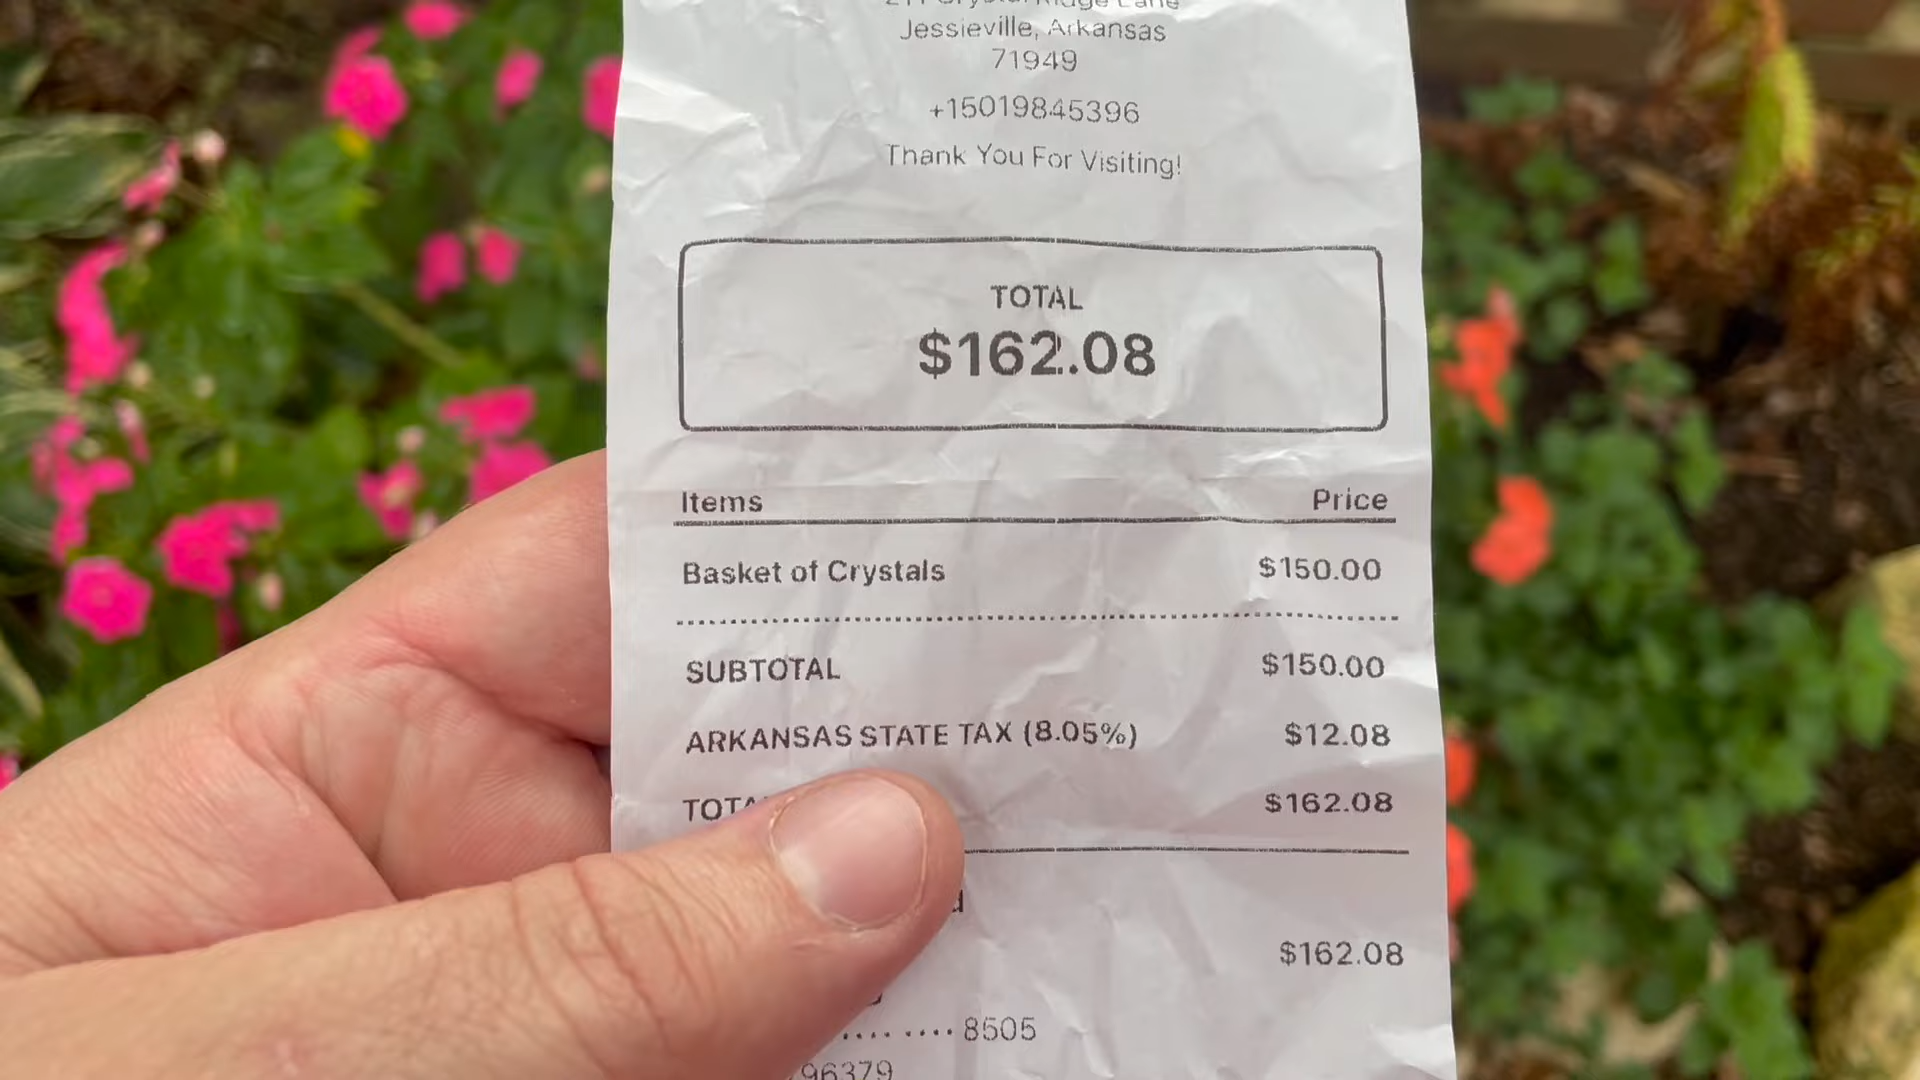 Jessieville, Arkansas
71949
+15019845396
Thank You For Visiting!
TOTAL
$162.08
Items Price
Basket of Crystals $150.00
SUBTOTAL $150.00
ARKANSAS STATE TAX (8.05%) $12.08
$162.08
$162.08
.... .... 8505
96379